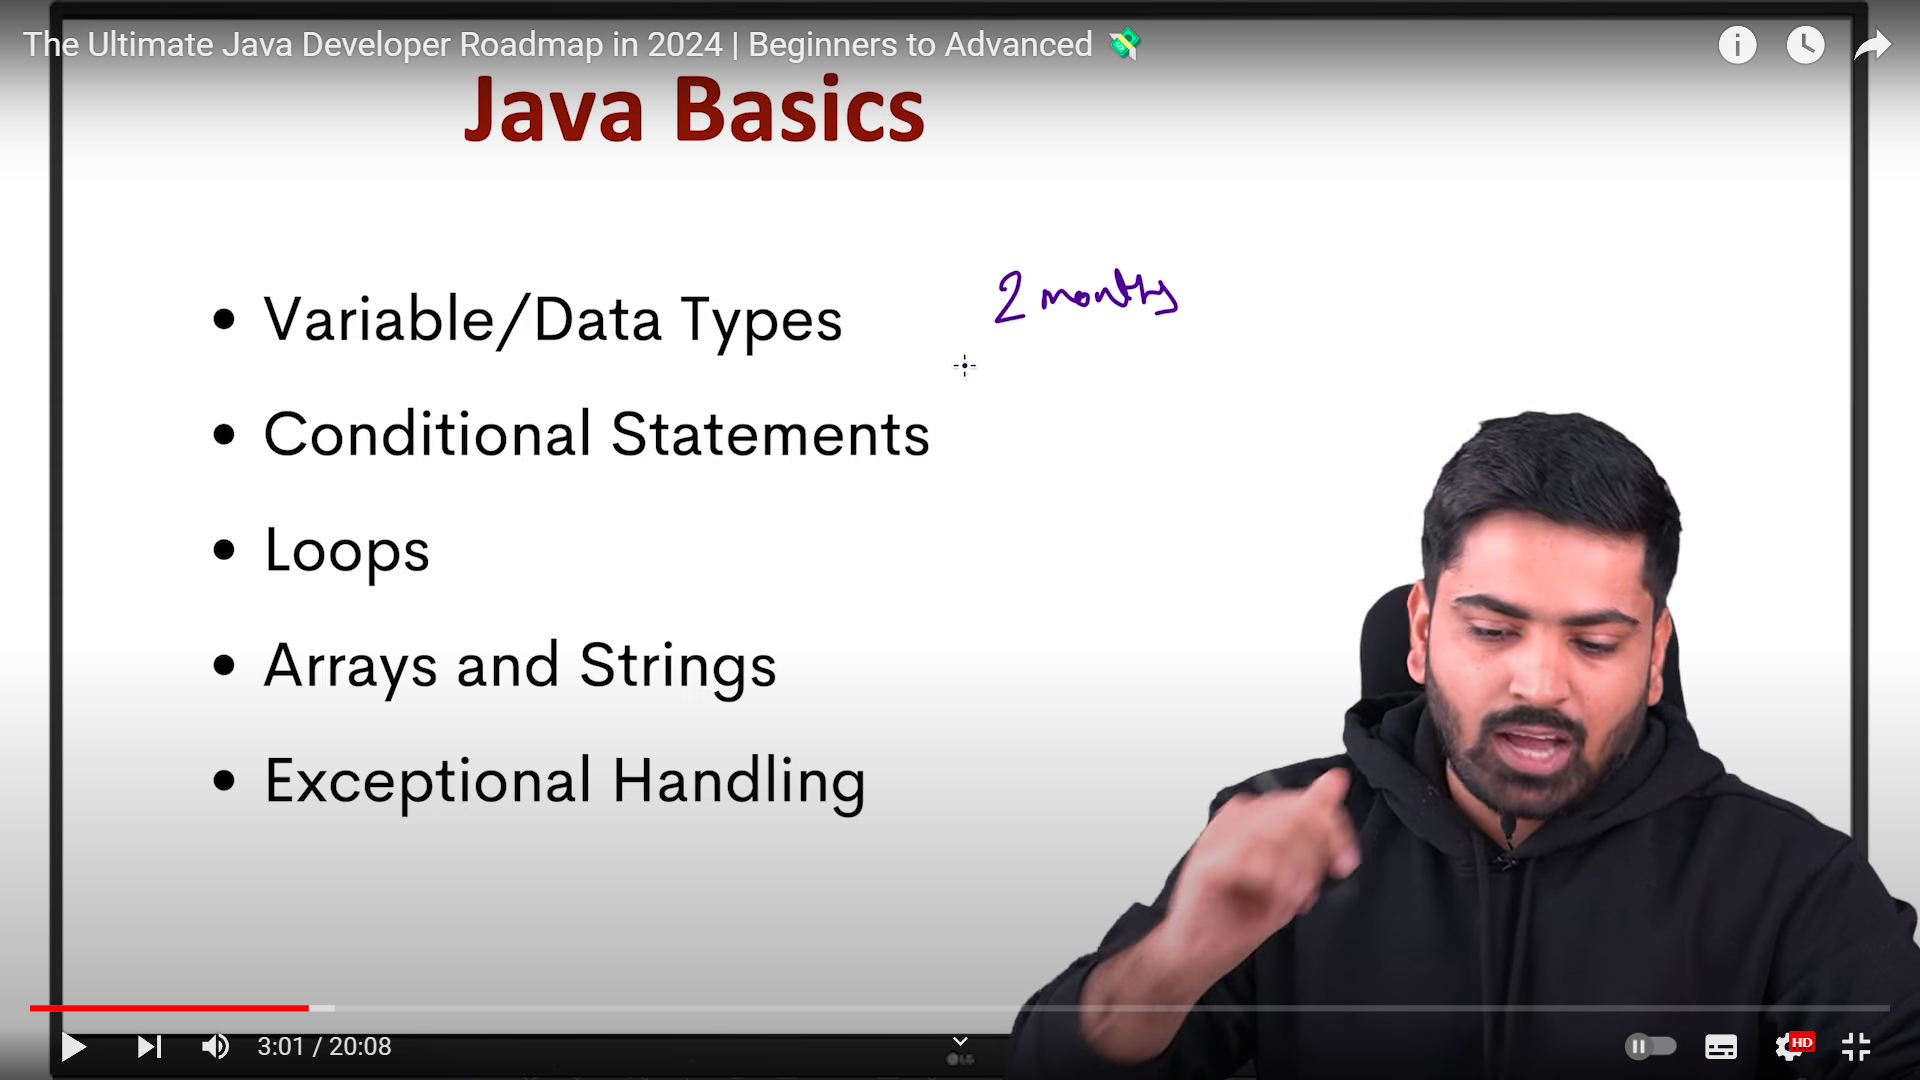 The Ultimate Java Developer Roadmap in 2024 | Beginners to Advanced 💸
Java Basics
• Variable/Data Types
2 months
• Conditional Statements
• Loops
• Arrays and Strings
• Exceptional Handling
3:01 / 20:08
LG
HD